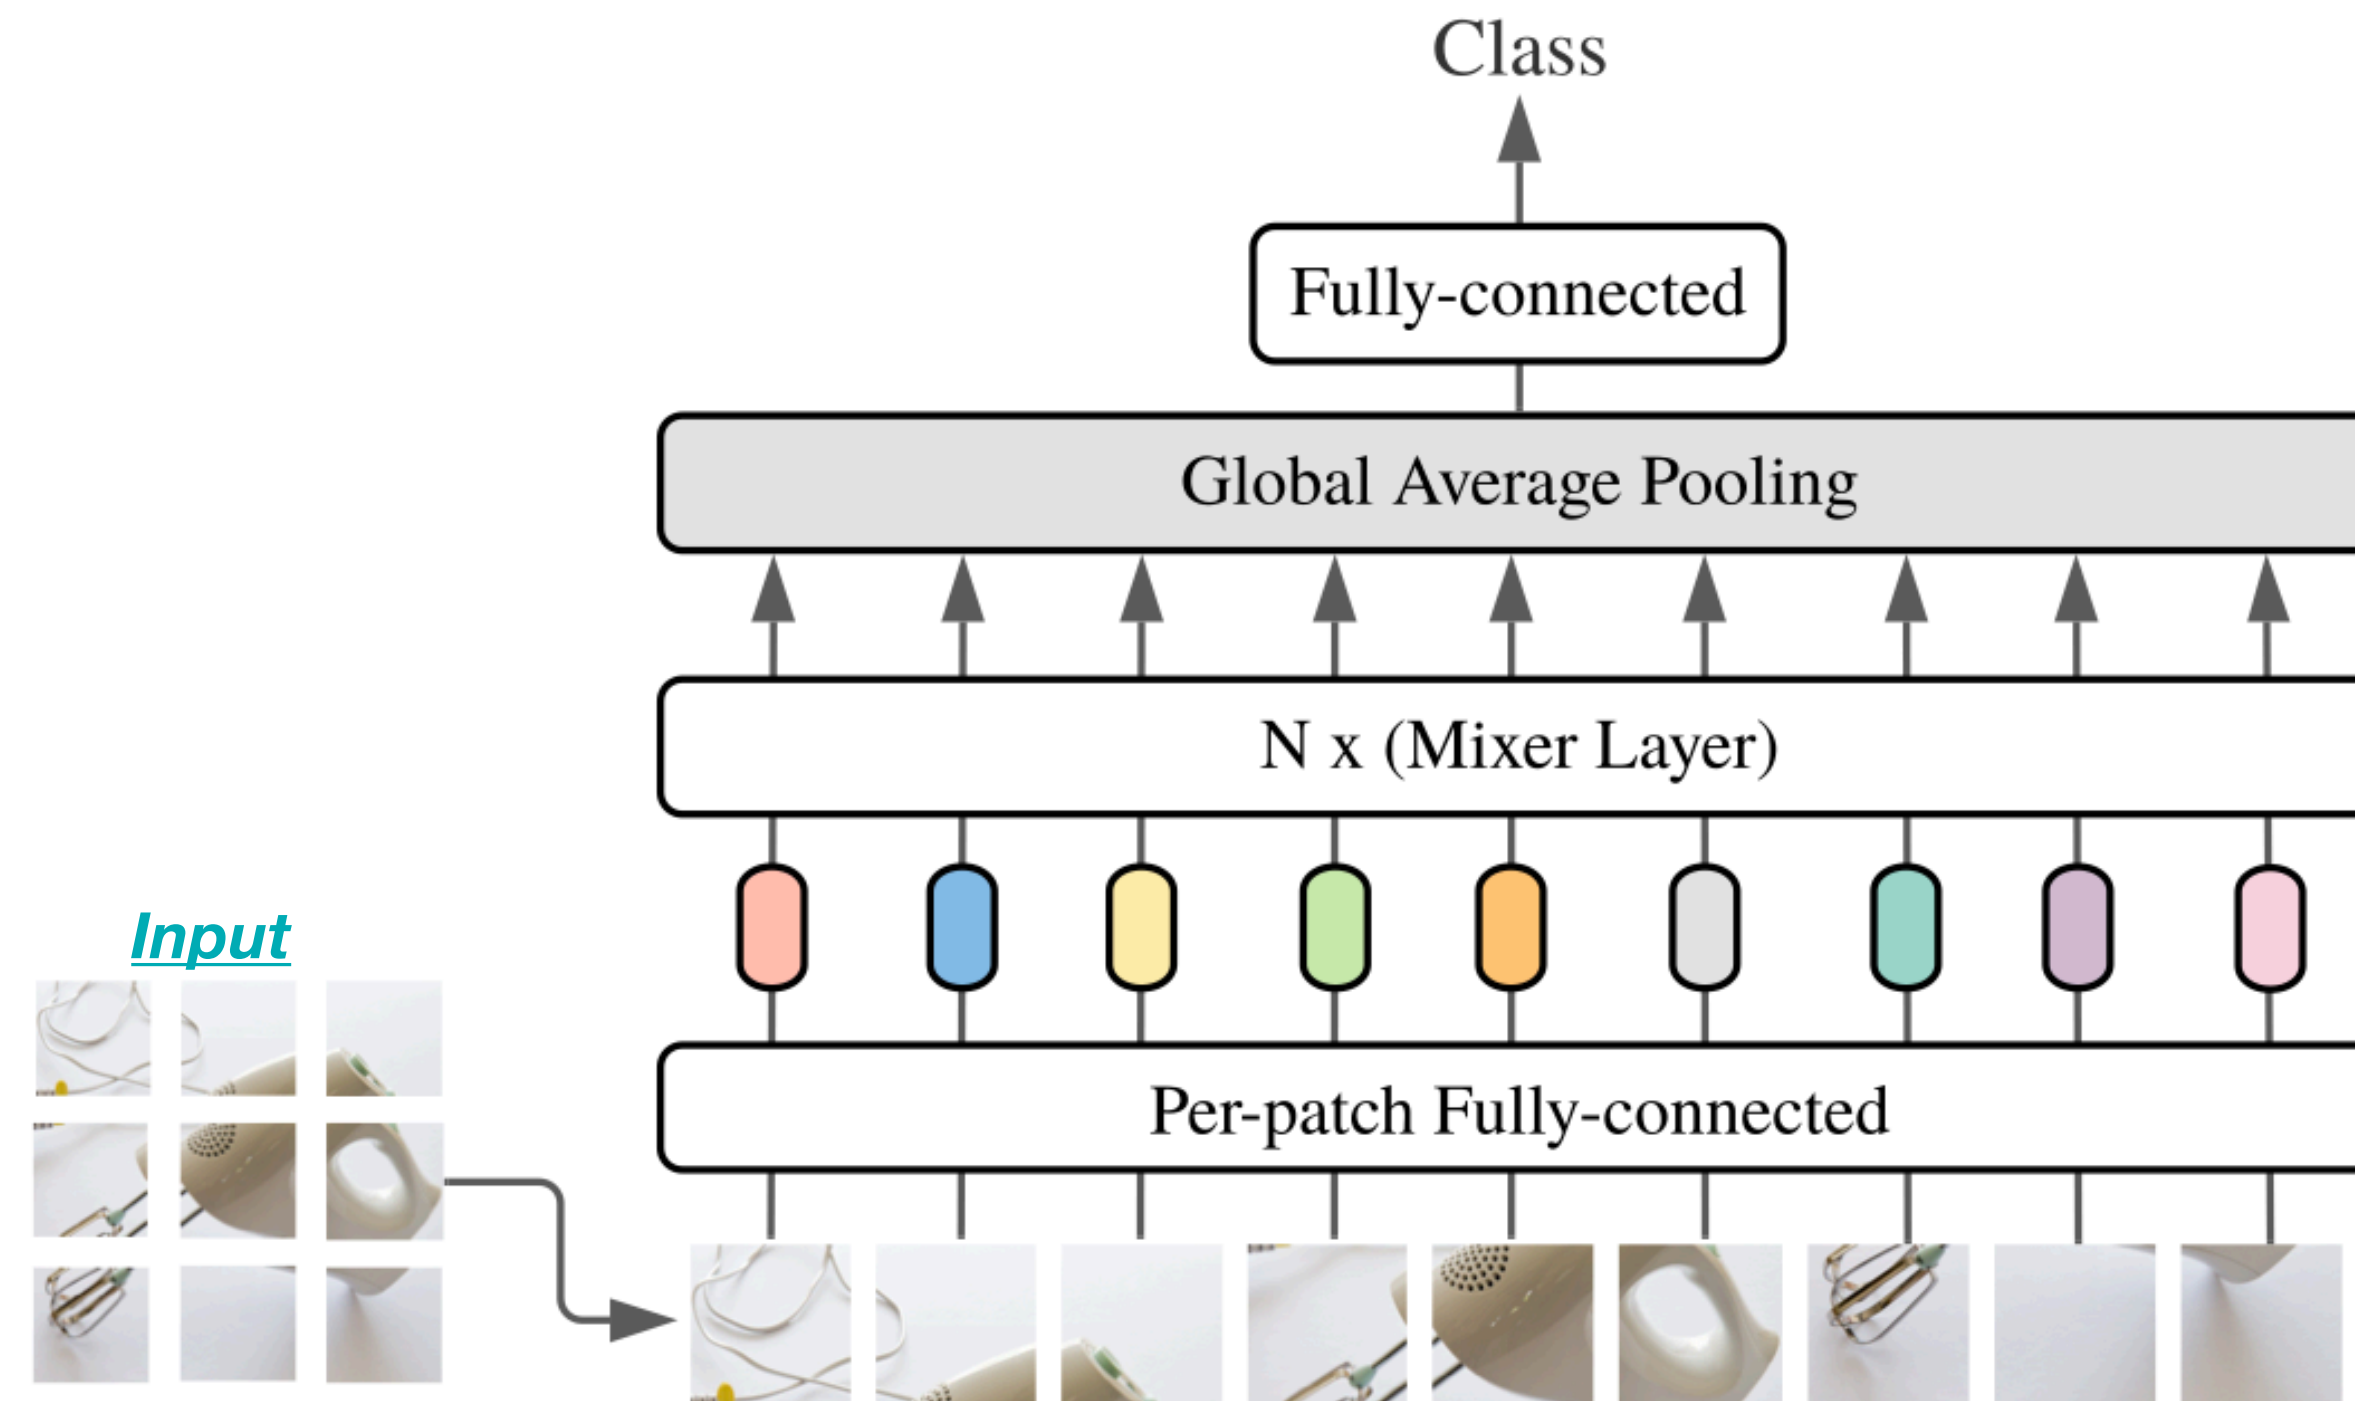 Class
Fully-connected
Global Average Pooling
N x (Mixer Layer)
Input
Per-patch Fully-connected